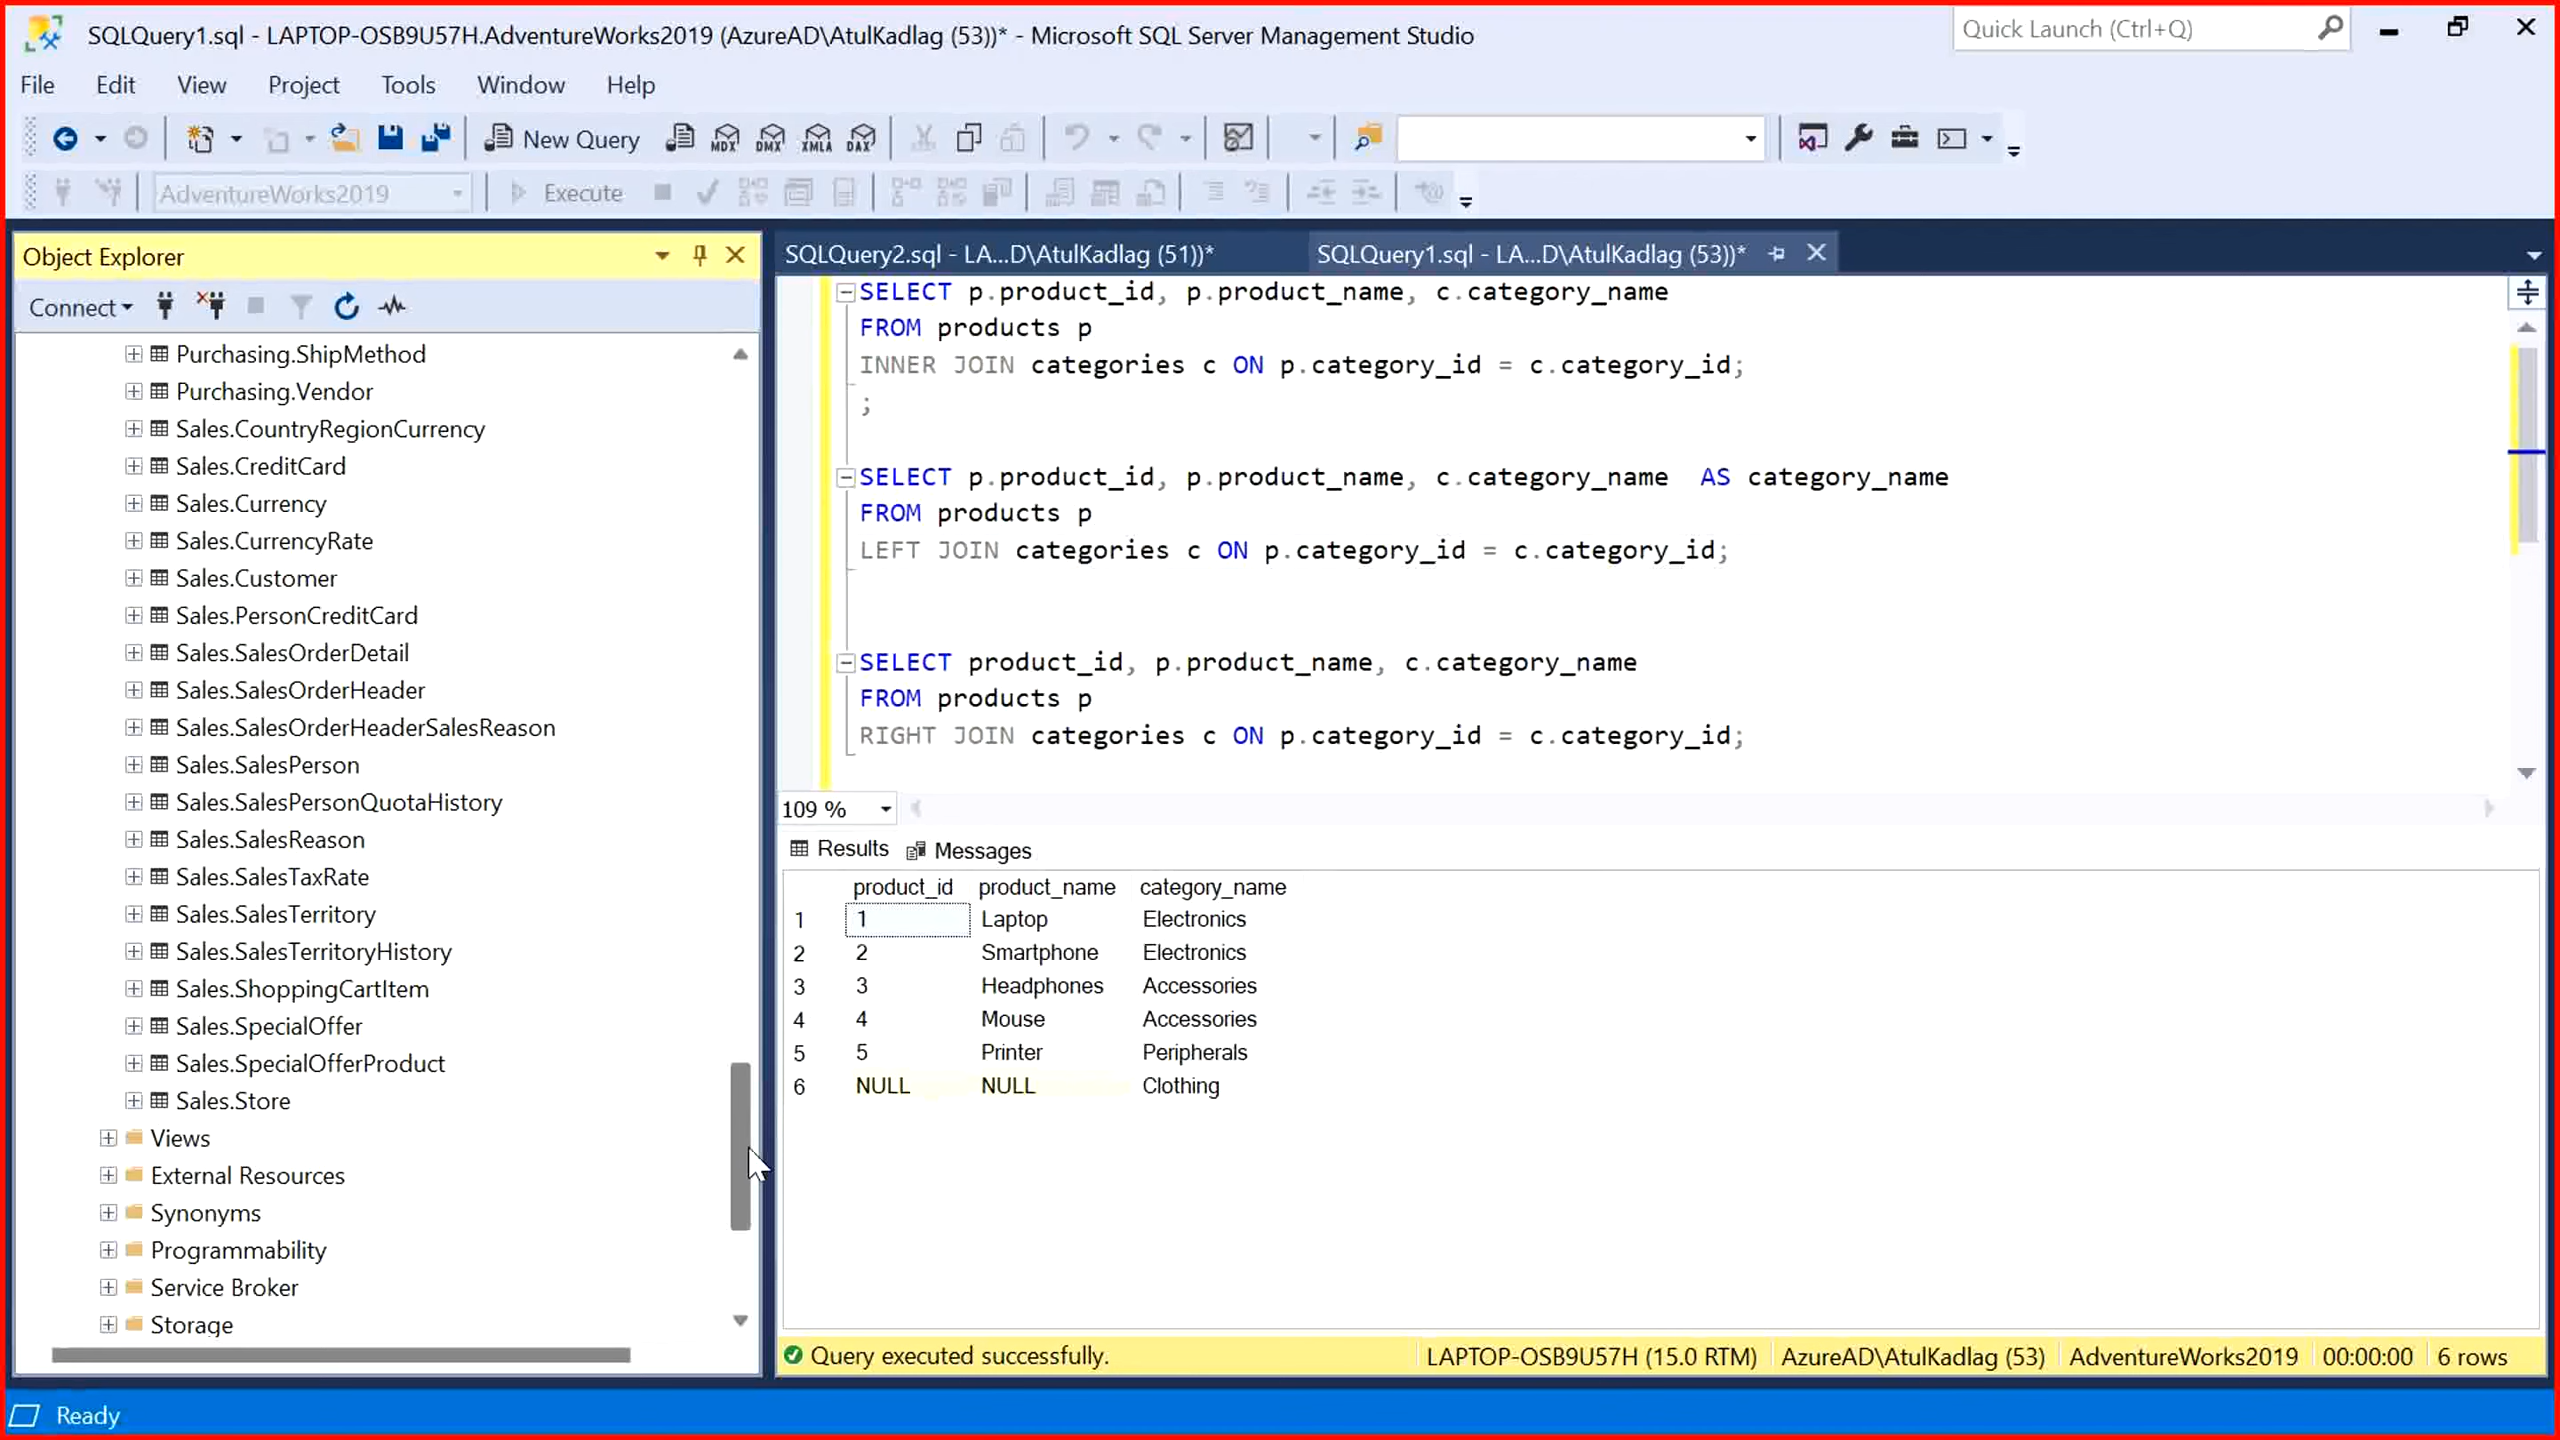 SQLQuery1.sql - LAPTOP-OSB9U57H.AdventureWorks2019 (AzureAD\AtulKadlag (53))* - Microsoft SQL Server Management Studio
Quick Launch (Ctrl+Q)
File Edit View Project Tools Window Help
New Query MDX DMX XMLA DAX
AdventureWorks2019 Execute
Object Explorer
Connect
Purchasing.ShipMethod
Purchasing.Vendor
Sales.CountryRegionCurrency
Sales.CreditCard
Sales.Currency
Sales.CurrencyRate
Sales.Customer
Sales.PersonCreditCard
Sales.SalesOrderDetail
Sales.SalesOrderHeader
Sales.SalesOrderHeaderSalesReason
Sales.SalesPerson
Sales.SalesPersonQuotaHistory
Sales.SalesReason
Sales.SalesTaxRate
Sales.SalesTerritory
Sales.SalesTerritoryHistory
Sales.ShoppingCartItem
Sales.SpecialOffer
Sales.SpecialOfferProduct
Sales.Store
Views
External Resources
Synonyms
Programmability
Service Broker
Storage
SQLQuery2.sql - LA...D\AtulKadlag (51))* SQLQuery1.sql - LA...D\AtulKadlag (53))*
SELECT p.product_id, p.product_name, c.category_name
FROM products p
INNER JOIN categories c ON p.category_id = c.category_id;
;
SELECT p.product_id, p.product_name, c.category_name AS category_name
FROM products p
LEFT JOIN categories c ON p.category_id = c.category_id;
SELECT product_id, p.product_name, c.category_name
FROM products p
RIGHT JOIN categories c ON p.category_id = c.category_id;
109 %
Results Messages
product_id product_name category_name
1 1 Laptop Electronics
2 2 Smartphone Electronics
3 3 Headphones Accessories
4 4 Mouse Accessories
5 5 Printer Peripherals
6 NULL NULL Clothing
Query executed successfully. LAPTOP-OSB9U57H (15.0 RTM) AzureAD\AtulKadlag (53) AdventureWorks2019 00:00:00 6 rows
Ready